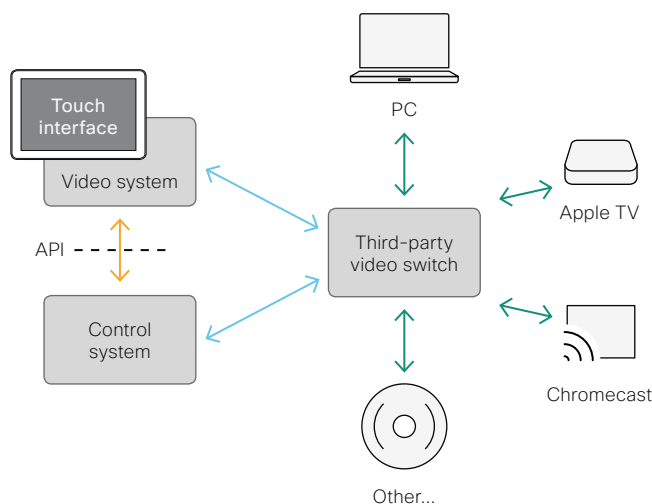 PC
Touch
interface
Video system
Apple TV
API
Third-party
video switch
Control
system
Chromecast
Other...